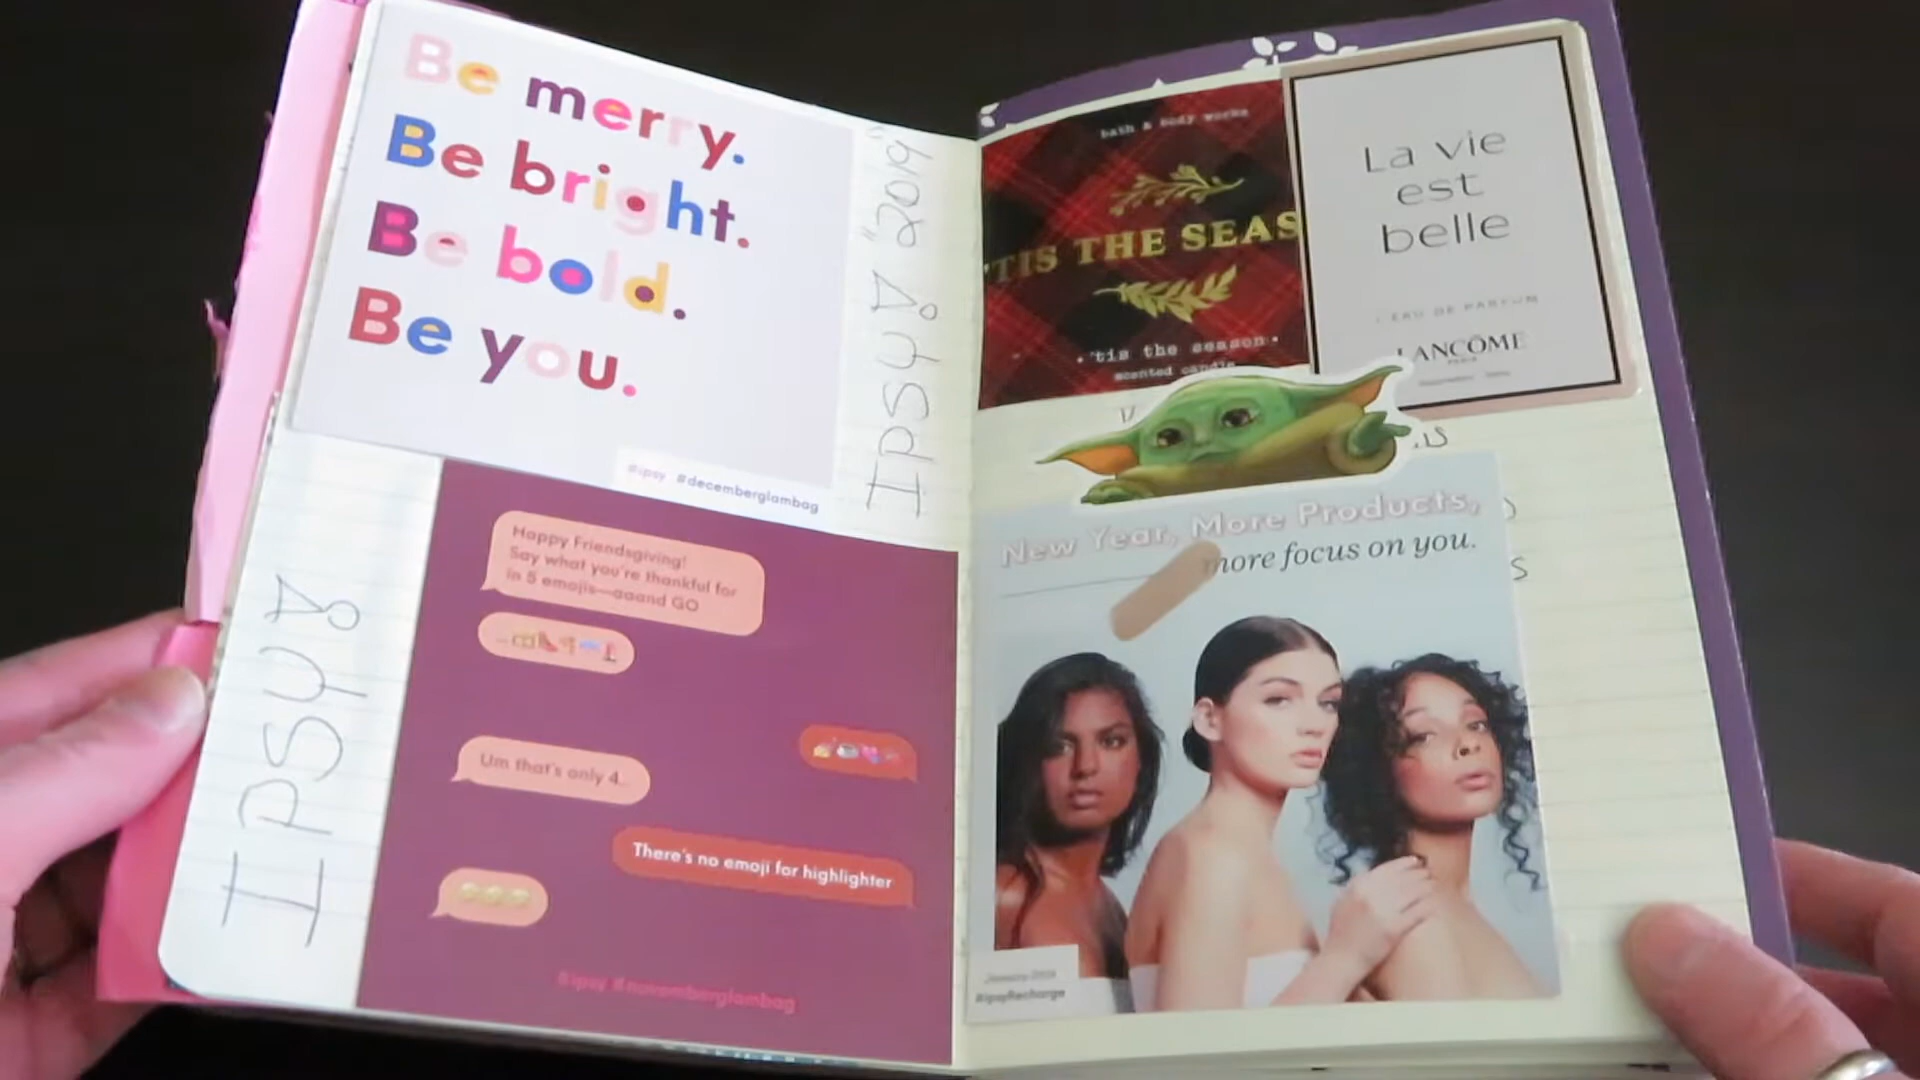 Be merry.
Be bright.
Be bold.
Be you.
#ipsy #decemberglambag
IPSY! "2019"
IPSY!
Happy Friendsgiving!
Say what you're thankful for
in 5 emojis—aaand GO
Um that's only 4...
There's no emoji for highlighter
#ipsy #novemberglambag
bath & body works
'TIS THE SEAS
• 'tis the season •
scented candle
La vie
est
belle
L'EAU DE PARFUM
LANCÔME
PARIS
New Year, More Products,
more focus on you.
#ipsyRecharge